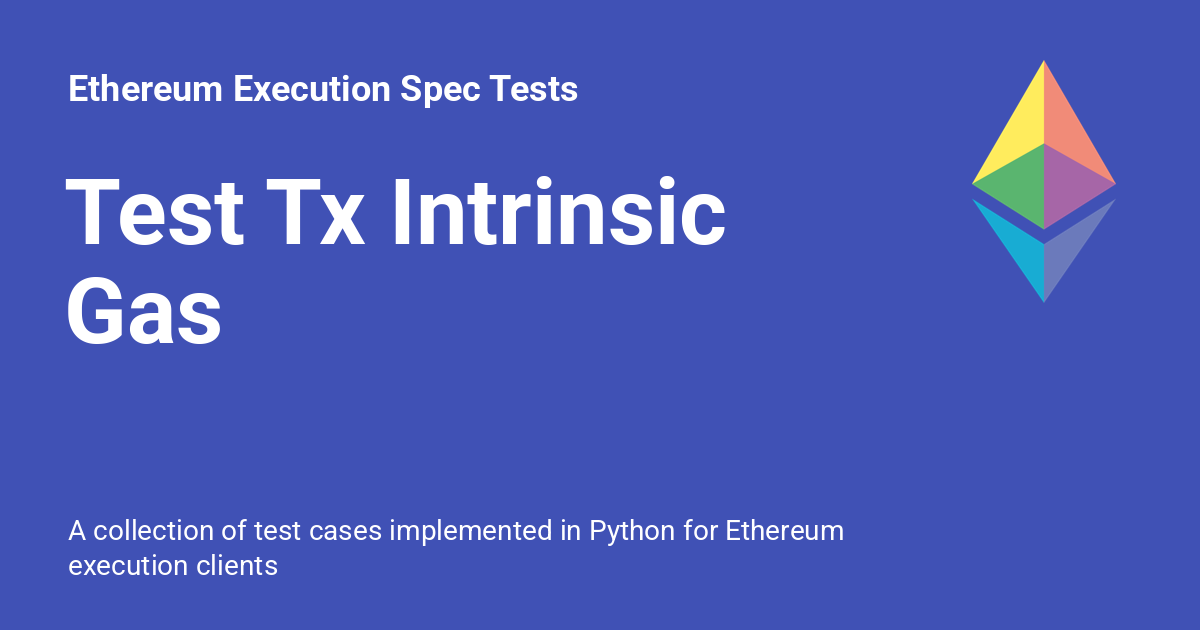 Ethereum Execution Spec Tests
Test Tx Intrinsic
Gas
A collection of test cases implemented in Python for Ethereum
execution clients